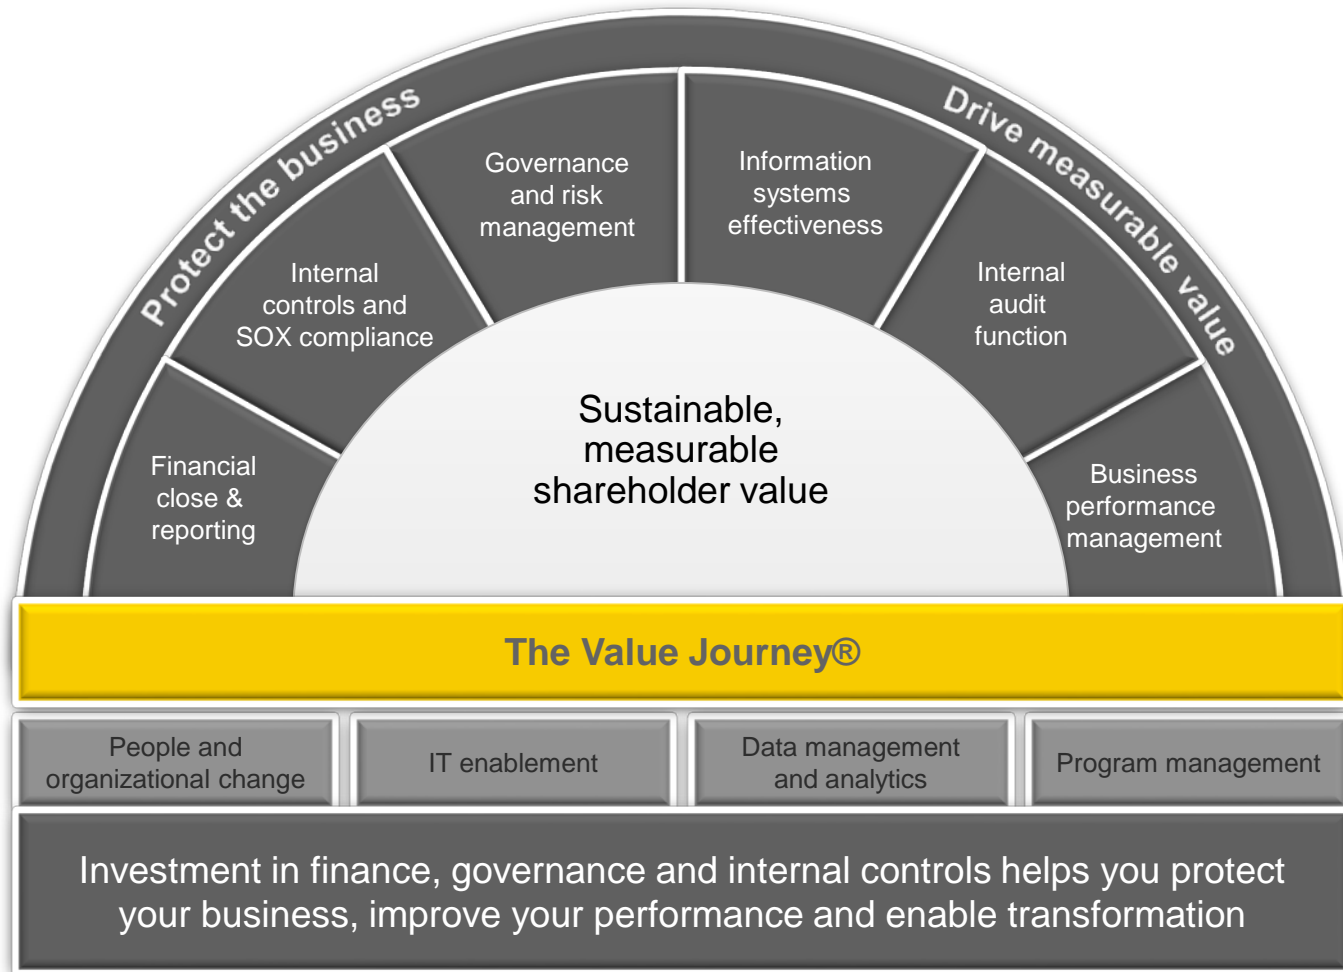 Protect the business
Drive measurable value
Financial
close &
reporting
Internal
controls and
SOX compliance
Governance
and risk
management
Information
systems
effectiveness
Internal
audit
function
Business
performance
management
Sustainable,
measurable
shareholder value
The Value Journey®
People and
organizational change
IT enablement
Data management
and analytics
Program management
Investment in finance, governance and internal controls helps you protect
your business, improve your performance and enable transformation